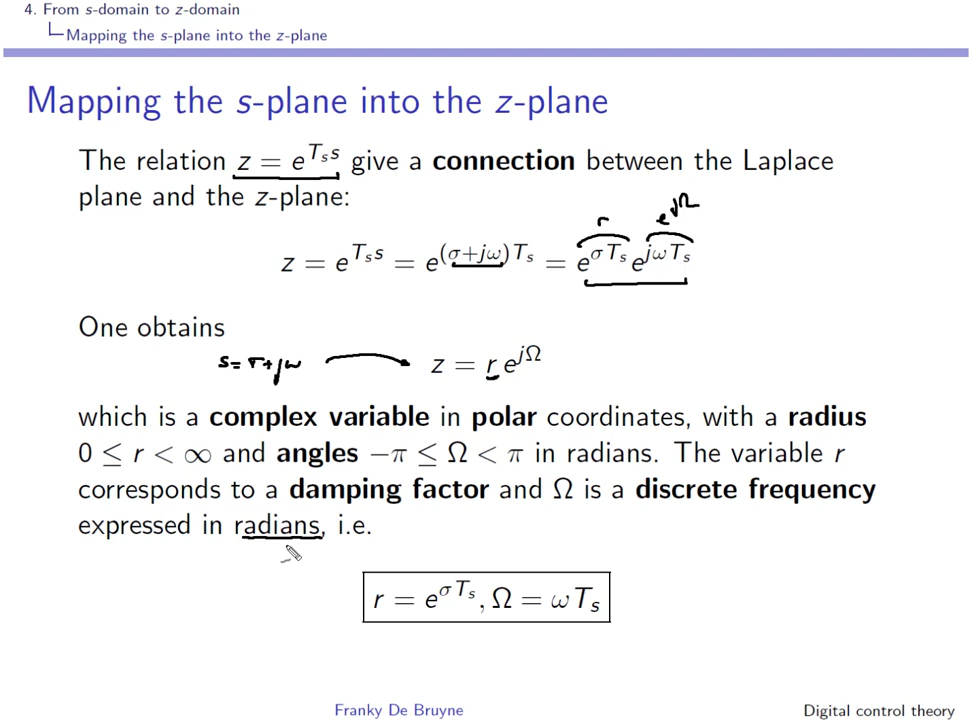 4. From s-domain to z-domain
Mapping the s-plane into the z-plane
Mapping the s-plane into the z-plane
The relation z = e^{T_s s} give a connection between the Laplace
plane and the z-plane:
r e^{jΩ}
z = e^{T_s s} = e^{(σ+jω)T_s} = e^{σT_s} e^{jωT_s}
One obtains
s = σ+jω z = r e^{jΩ}
which is a complex variable in polar coordinates, with a radius
0 ≤ r < ∞ and angles −π ≤ Ω < π in radians. The variable r
corresponds to a damping factor and Ω is a discrete frequency
expressed in radians, i.e.
r = e^{σT_s}, Ω = ωT_s
Franky De Bruyne Digital control theory